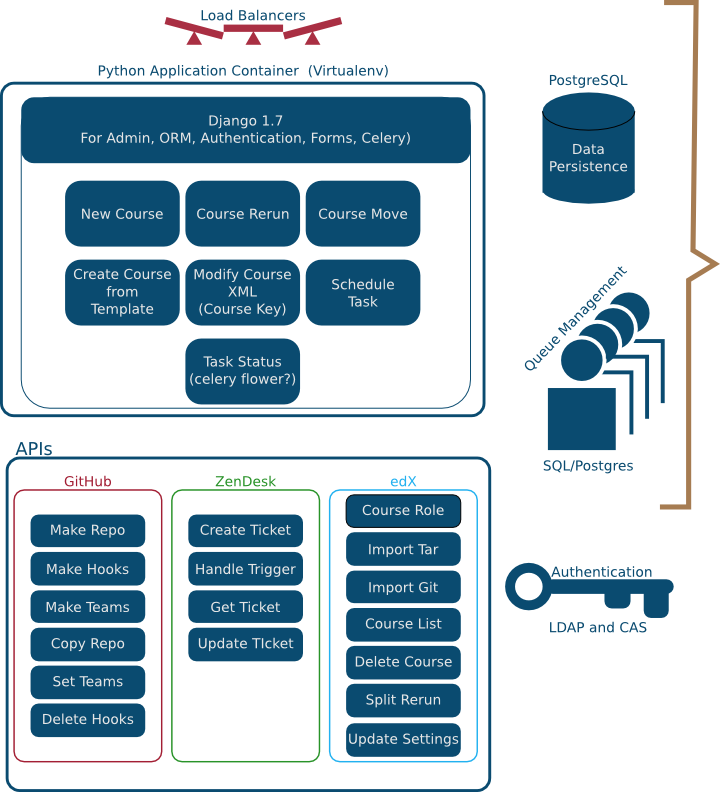 Load Balancers
Python Application Container  (Virtualenv)
Django 1.7
For Admin, ORM, Authentication, Forms, Celery)
New Course
Course Rerun
Course Move
Create Course
from
Template
Modify Course
XML
(Course Key)
Schedule
Task
Task Status
(celery flower?)
PostgreSQL
Data
Persistence
Queue Management
SQL/Postgres
APIs
GitHub
Make Repo
Make Hooks
Make Teams
Copy Repo
Set Teams
Delete Hooks
ZenDesk
Create Ticket
Handle Trigger
Get Ticket
Update TIcket
edX
Course Role
Import Tar
Import Git
Course List
Delete Course
Split Rerun
Update Settings
Authentication
LDAP and CAS